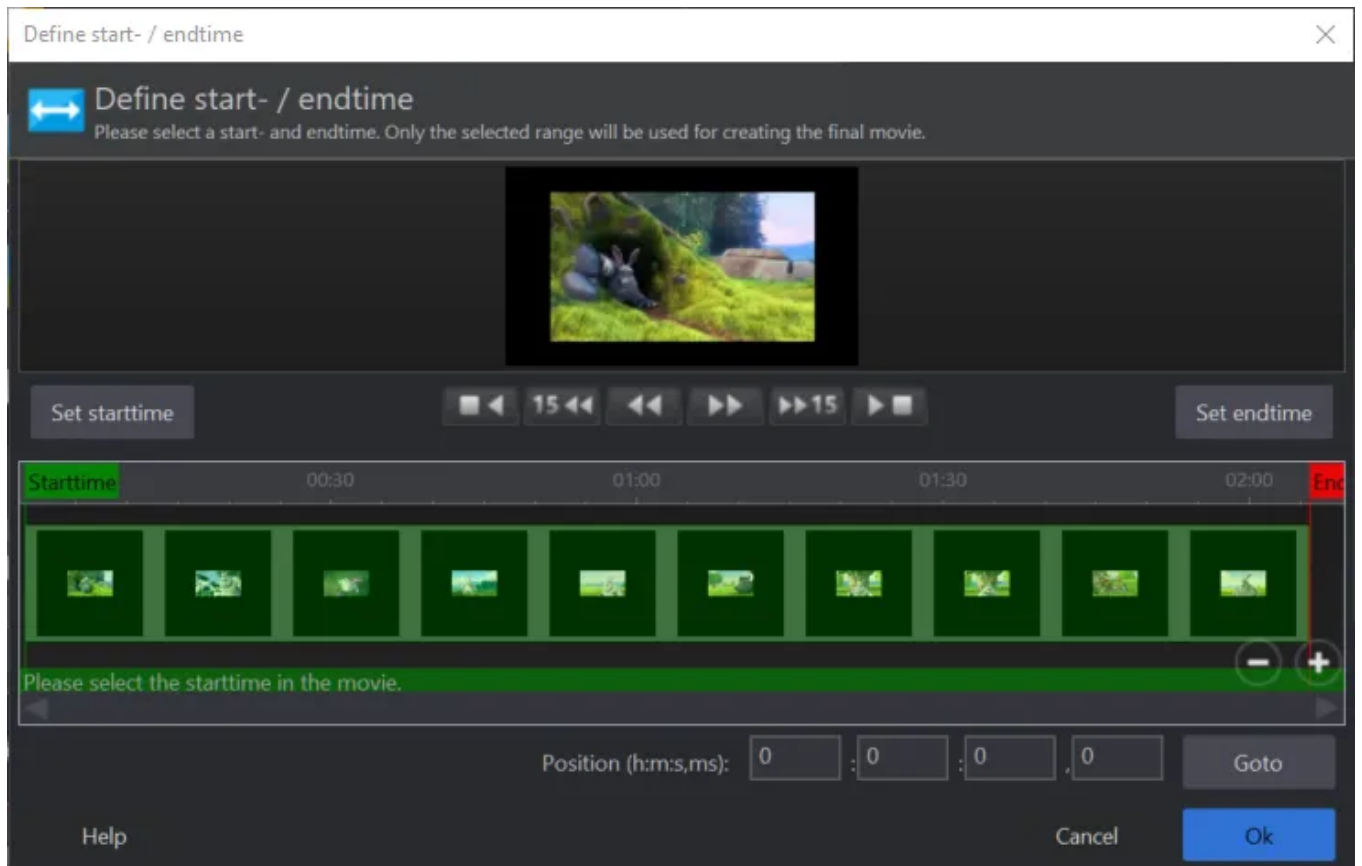 Define start- / endtime
Define start- / endtime
Please select a start- and endtime. Only the selected range will be used for creating the final movie.
Set starttime
15
15
Set endtime
Starttime 00:30 01:00 01:30 02:00 End
Please select the starttime in the movie.
Position (h:m:s,ms): 0 : 0 : 0 , 0 Goto
Help Cancel Ok